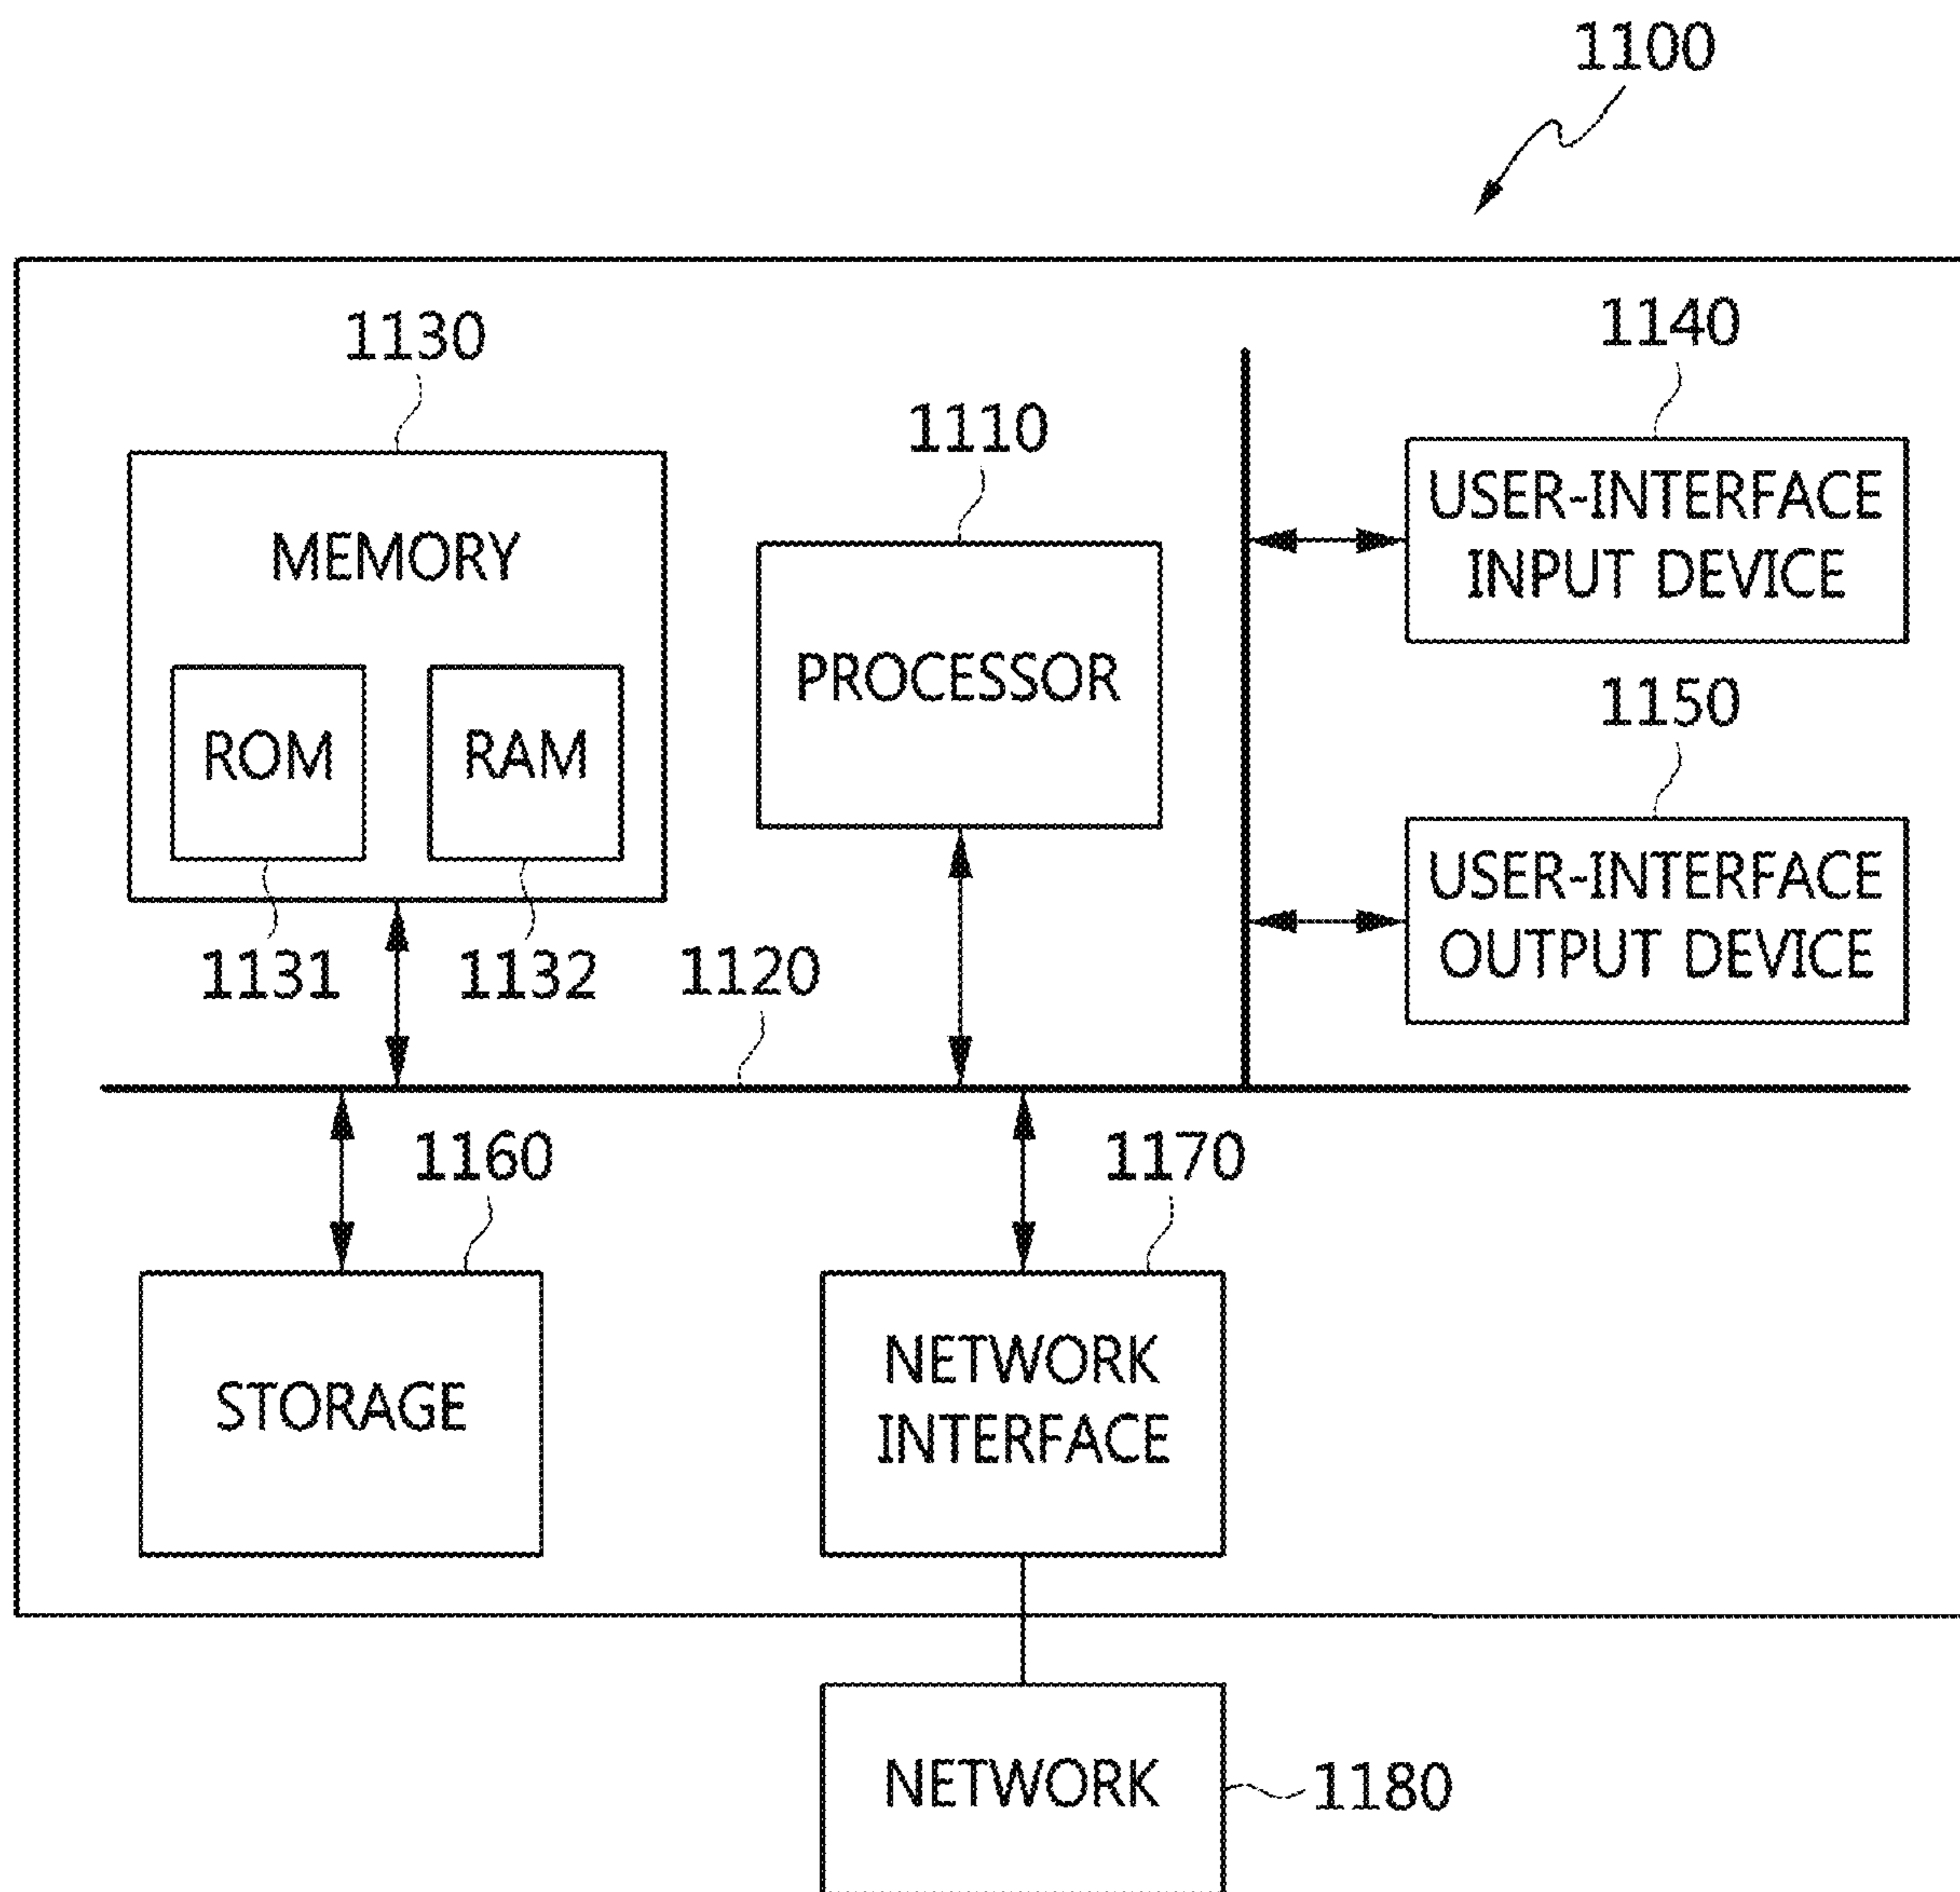 1100
1130
1110
1140
MEMORY
ROM
RAM
1131
1132
PROCESSOR
USER-INTERFACE
INPUT DEVICE
1150
USER-INTERFACE
OUTPUT DEVICE
1120
1160
1170
STORAGE
NETWORK
INTERFACE
NETWORK
1180